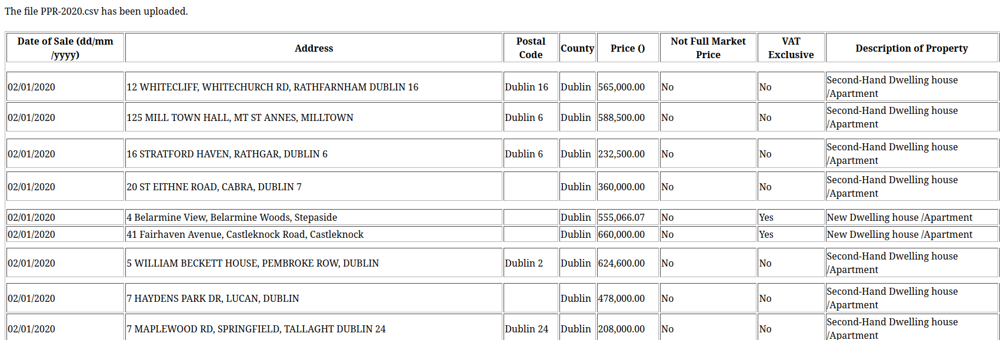 The file PPR-2020.csv has been uploaded.
Date of Sale (dd/mm /yyyy) Address Postal Code County Price () Not Full Market Price VAT Exclusive Description of Property
02/01/2020 12 WHITECLIFF, WHITECHURCH RD, RATHFARNHAM DUBLIN 16 Dublin 16 Dublin 565,000.00 No No Second-Hand Dwelling house /Apartment
02/01/2020 125 MILL TOWN HALL, MT ST ANNES, MILLTOWN Dublin 6 Dublin 588,500.00 No No Second-Hand Dwelling house /Apartment
02/01/2020 16 STRATFORD HAVEN, RATHGAR, DUBLIN 6 Dublin 6 Dublin 232,500.00 No No Second-Hand Dwelling house /Apartment
02/01/2020 20 ST EITHNE ROAD, CABRA, DUBLIN 7 Dublin 360,000.00 No No Second-Hand Dwelling house /Apartment
02/01/2020 4 Belarmine View, Belarmine Woods, Stepaside Dublin 555,066.07 No Yes New Dwelling house /Apartment
02/01/2020 41 Fairhaven Avenue, Castleknock Road, Castleknock Dublin 660,000.00 No Yes New Dwelling house /Apartment
02/01/2020 5 WILLIAM BECKETT HOUSE, PEMBROKE ROW, DUBLIN Dublin 2 Dublin 624,600.00 No No Second-Hand Dwelling house /Apartment
02/01/2020 7 HAYDENS PARK DR, LUCAN, DUBLIN Dublin 478,000.00 No No Second-Hand Dwelling house /Apartment
02/01/2020 7 MAPLEWOOD RD, SPRINGFIELD, TALLAGHT DUBLIN 24 Dublin 24 Dublin 208,000.00 No No Second-Hand Dwelling house /Apartment